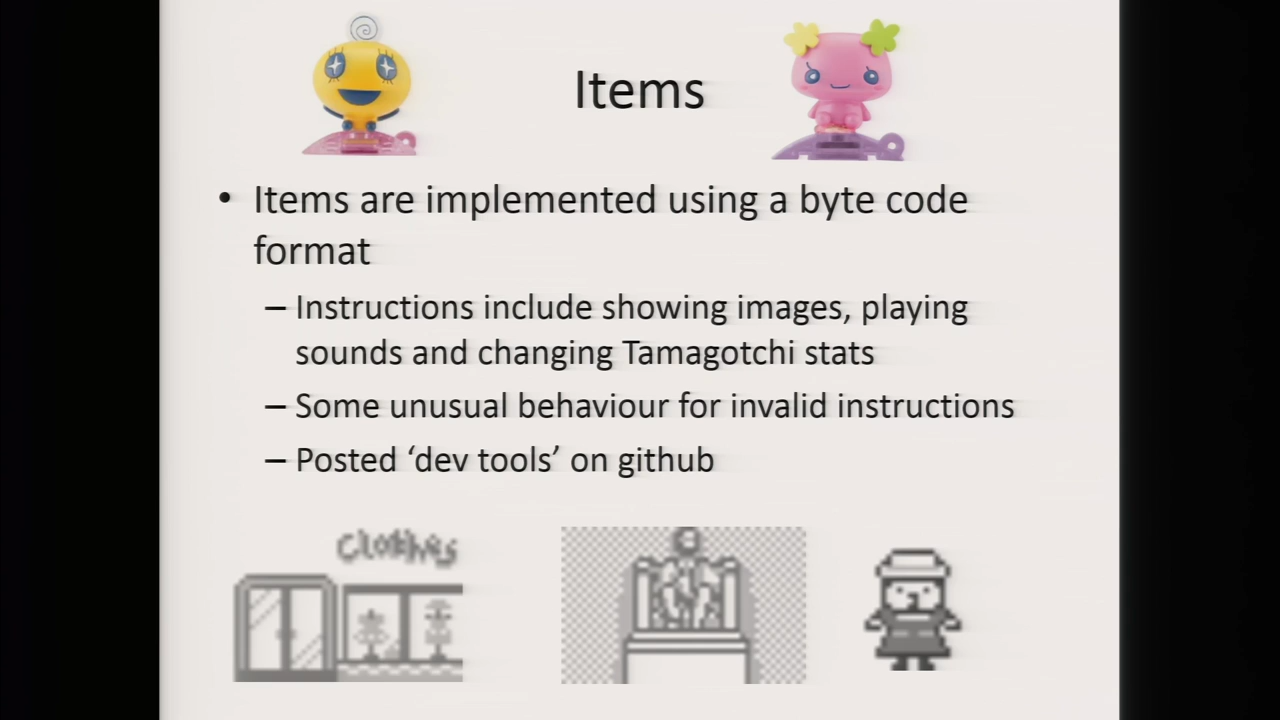 Items
• Items are implemented using a byte code
format
– Instructions include showing images, playing
sounds and changing Tamagotchi stats
– Some unusual behaviour for invalid instructions
– Posted ‘dev tools’ on github
Clothes